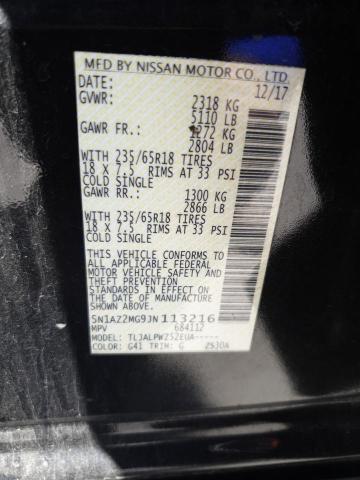 MFD BY NISSAN MOTOR CO., LTD.
DATE: 12/17
GVWR: 2318 KG
5110 LB
GAWR FR.: 1272 KG
2804 LB
WITH 235/65R18 TIRES
18 X 7.5 RIMS AT 33 PSI
COLD SINGLE
GAWR RR.: 1300 KG
2866 LB
WITH 235/65R18 TIRES
18 X 7.5 RIMS AT 33 PSI
COLD SINGLE
THIS VEHICLE CONFORMS TO
ALL APPLICABLE FEDERAL
MOTOR VEHICLE SAFETY
STANDARDS IN EFFECT ON
THE DATE OF MANUFACTURE
SHOWN ABOVE.
5N1AZ2MG9JN113216
MPV 684112
MODEL: TLJALPWZ52EUA-----
COLOR: G41 TRIM: G 2530A